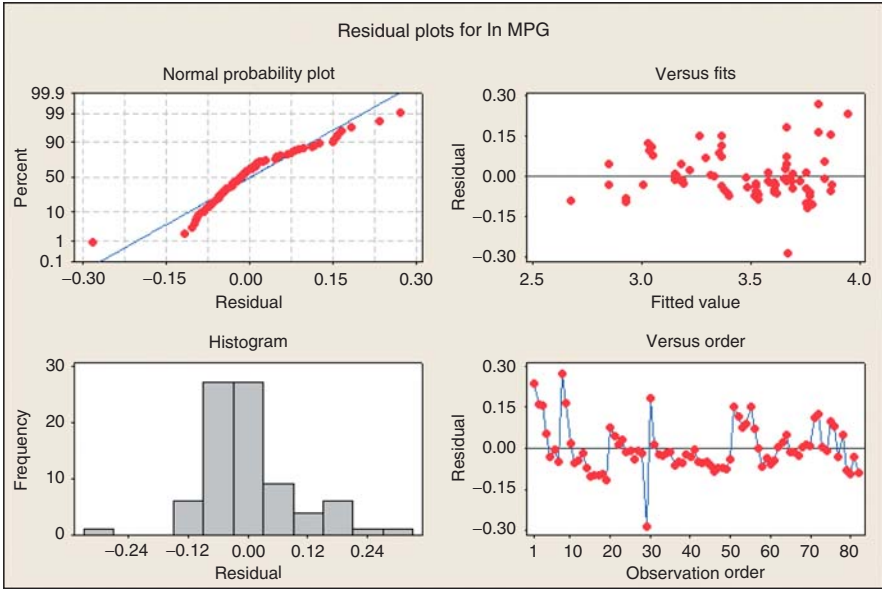 Residual plots for ln MPG
Normal probability plot
99.9
99
90
50
10
1
0.1
Percent
−0.30 −0.15 0.00 0.15 0.30
Residual
Versus fits
0.30
0.15
0.00
−0.15
−0.30
Residual
2.5 3.0 3.5 4.0
Fitted value
Histogram
30
20
10
0
Frequency
−0.24 −0.12 0.00 0.12 0.24
Residual
Versus order
0.30
0.15
0.00
−0.15
−0.30
Residual
1 10 20 30 40 50 60 70 80
Observation order